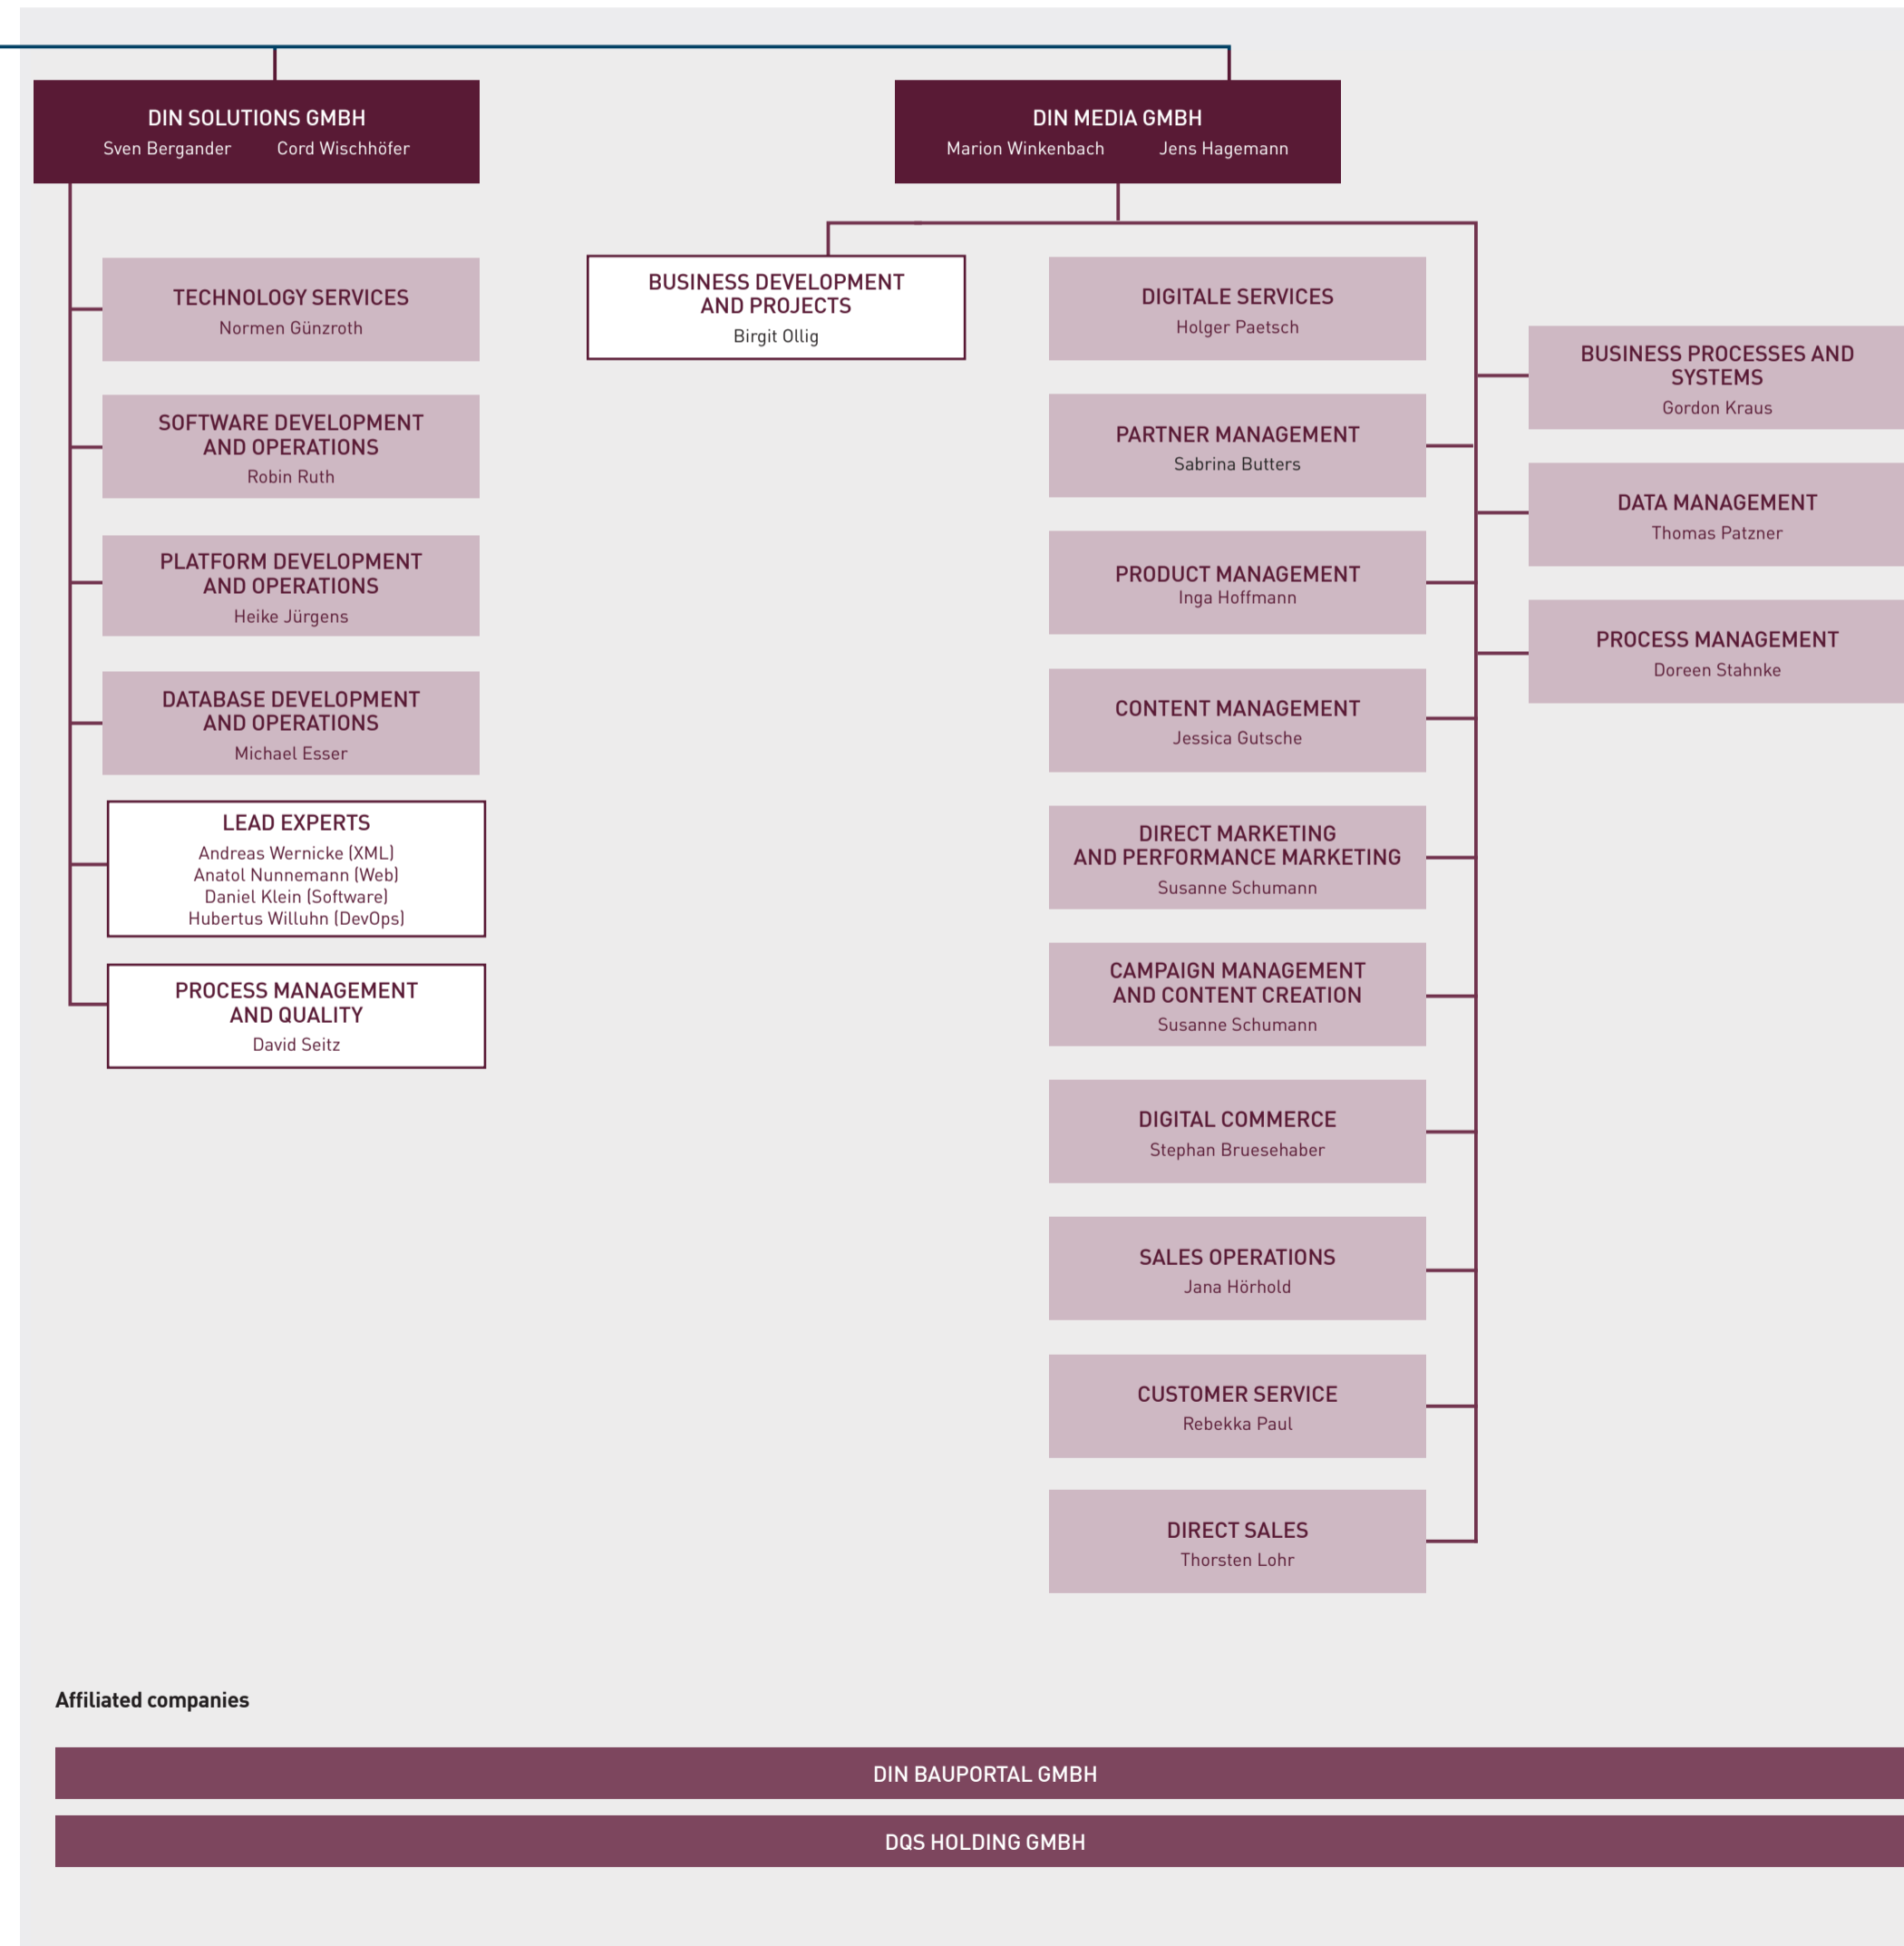 DIN SOLUTIONS GMBH
Sven Bergander Cord Wischhöfer
TECHNOLOGY SERVICES
Normen Günzroth
SOFTWARE DEVELOPMENT
AND OPERATIONS
Robin Ruth
PLATFORM DEVELOPMENT
AND OPERATIONS
Heike Jürgens
DATABASE DEVELOPMENT
AND OPERATIONS
Michael Esser
LEAD EXPERTS
Andreas Wernicke (XML)
Anatol Nunnemann (Web)
Daniel Klein (Software)
Hubertus Willuhn (DevOps)
PROCESS MANAGEMENT
AND QUALITY
David Seitz
DIN MEDIA GMBH
Marion Winkenbach Jens Hagemann
BUSINESS DEVELOPMENT
AND PROJECTS
Birgit Ollig
DIGITALE SERVICES
Holger Paetsch
PARTNER MANAGEMENT
Sabrina Butters
PRODUCT MANAGEMENT
Inga Hoffmann
CONTENT MANAGEMENT
Jessica Gutsche
DIRECT MARKETING
AND PERFORMANCE MARKETING
Susanne Schumann
CAMPAIGN MANAGEMENT
AND CONTENT CREATION
Susanne Schumann
DIGITAL COMMERCE
Stephan Bruesehaber
SALES OPERATIONS
Jana Hörhold
CUSTOMER SERVICE
Rebekka Paul
DIRECT SALES
Thorsten Lohr
BUSINESS PROCESSES AND
SYSTEMS
Gordon Kraus
DATA MANAGEMENT
Thomas Patzner
PROCESS MANAGEMENT
Doreen Stahnke
Affiliated companies
DIN BAUPORTAL GMBH
DQS HOLDING GMBH